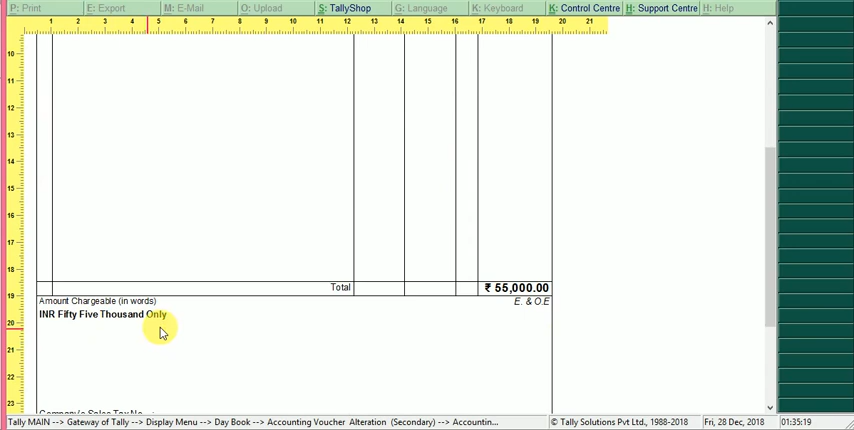 P: Print E: Export M: E-Mail O: Upload S: TallyShop G: Language K: Keyboard K: Control Centre H: Support Centre H: Help
1 2 3 4 5 6 7 8 9 10 11 12 13 14 15 16 17 18 19 20 21
10
11
12
13
14
15
16
17
18
Total ₹ 55,000.00
19
Amount Chargeable (in words) E. & O.E
INR Fifty Five Thousand Only
20
21
22
23
Company's Sales Tax No. :
Tally MAIN --> Gateway of Tally --> Display Menu --> Day Book --> Accounting Voucher Alteration (Secondary) --> Accountin... © Tally Solutions Pvt Ltd., 1988-2018 Fri, 28 Dec, 2018 01:35:19